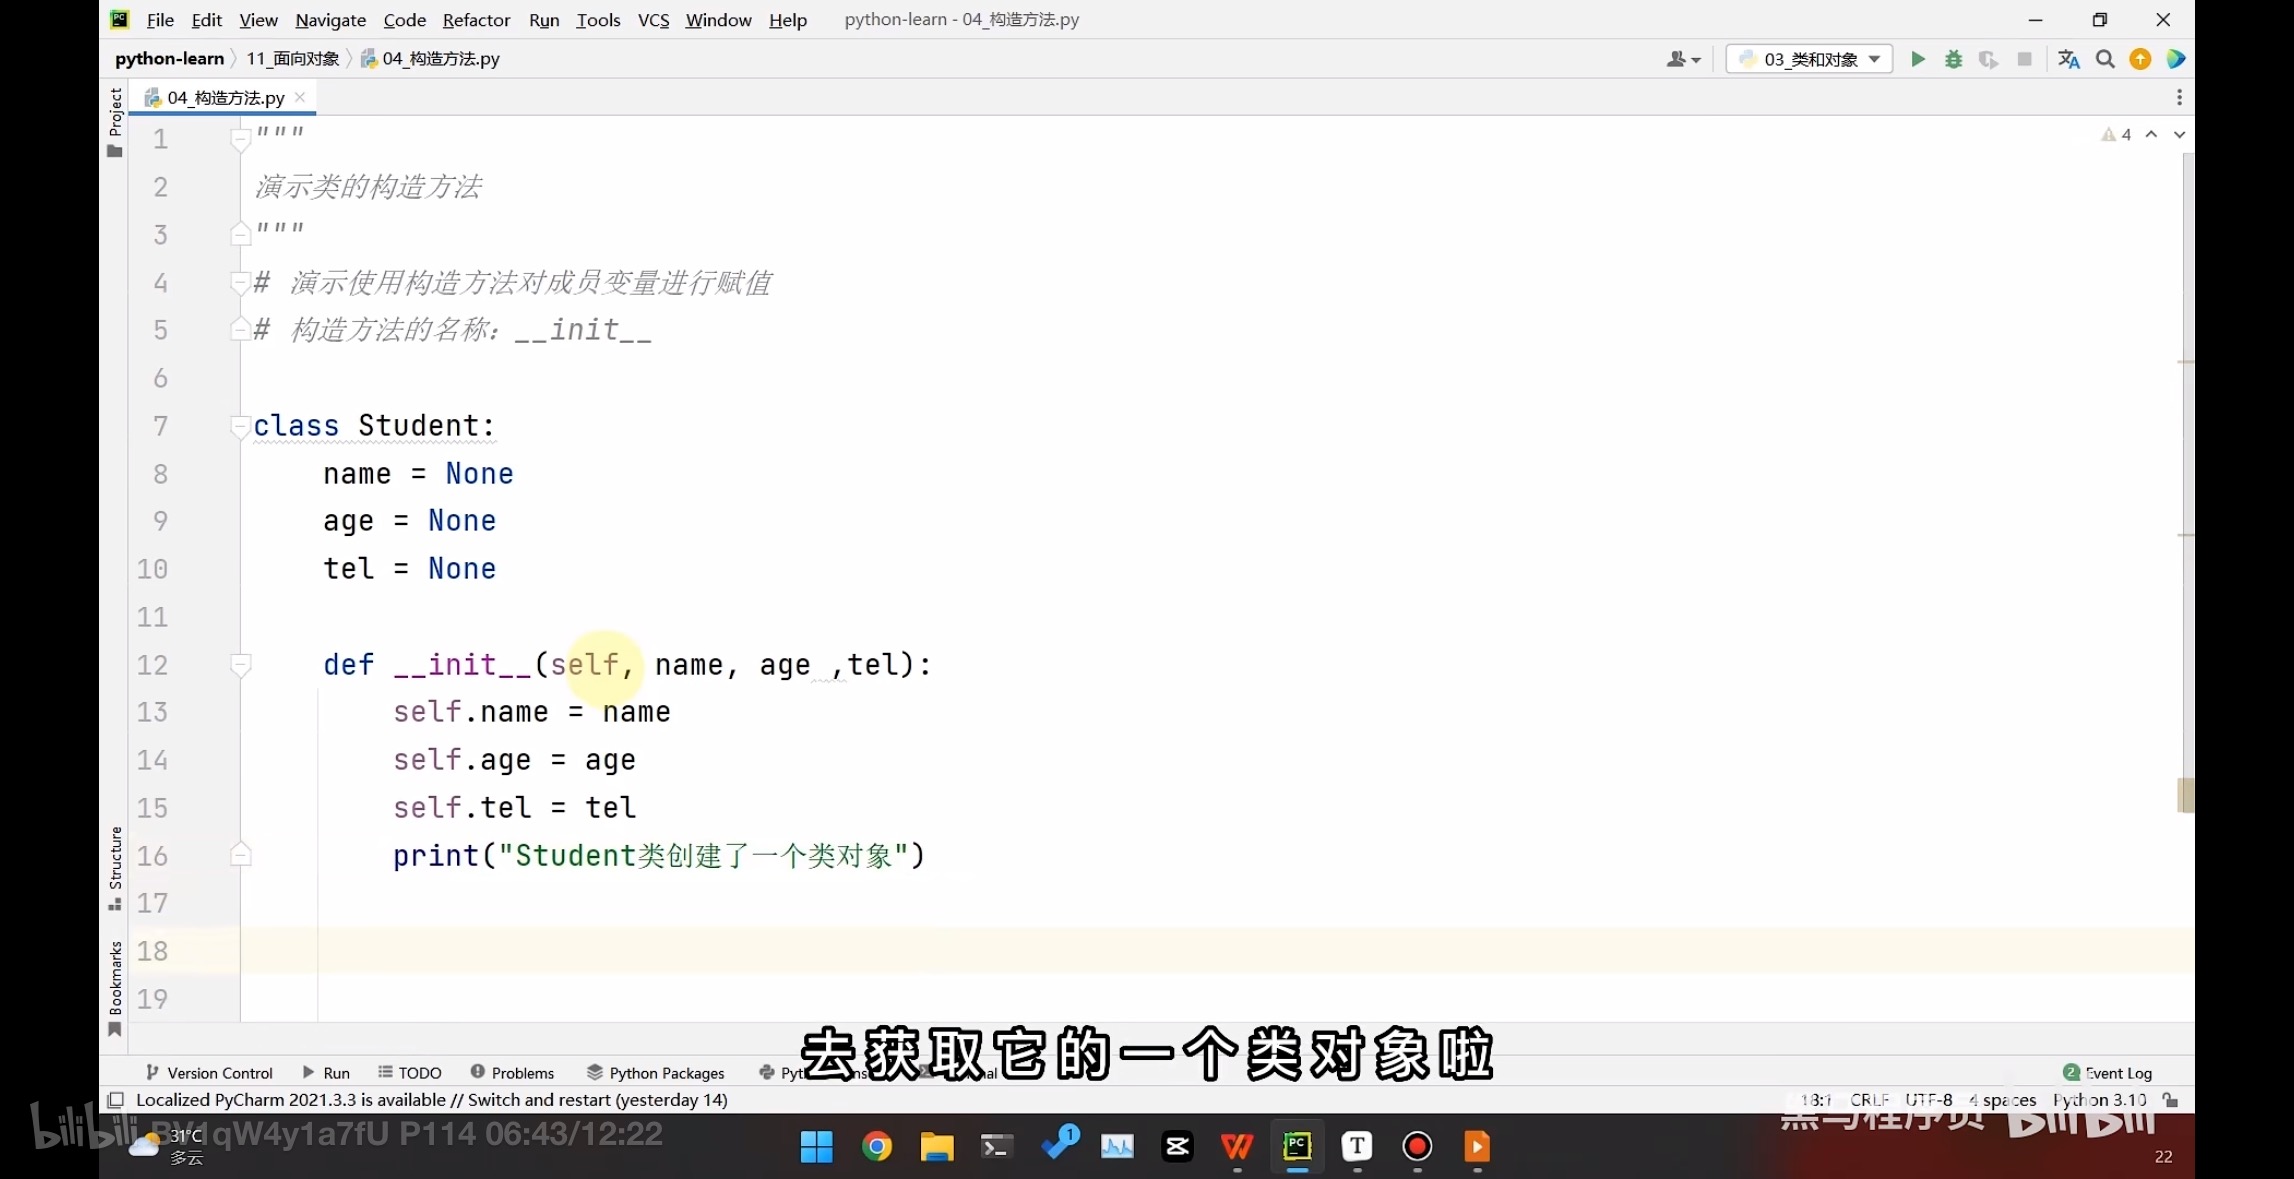 File Edit View Navigate Code Refactor Run Tools VCS Window Help python-learn - 04_构造方法.py
python-learn 11_面向对象 04_构造方法.py 03_类和对象
04_构造方法.py
Project
4
1 """
2 演示类的构造方法
3 """
4 # 演示使用构造方法对成员变量进行赋值
5 # 构造方法的名称：__init__
6
7 class Student:
8 name = None
9 age = None
10 tel = None
11
12 def __init__(self, name, age ,tel):
13 self.name = name
14 self.age = age
15 self.tel = tel
16 print("Student类创建了一个类对象")
17
18
19
Structure
Bookmarks
去获取它的一个类对象啦
Version Control Run TODO Problems Python Packages 2 Event Log
Localized PyCharm 2021.3.3 is available // Switch and restart (yesterday 14) 18:1 CRLF UTF-8 4 spaces Python 3.10
黑马程序员 bilibili
bilibili BV1qW4y1a7fU P114 06:43/12:22
31°C
多云
1
22